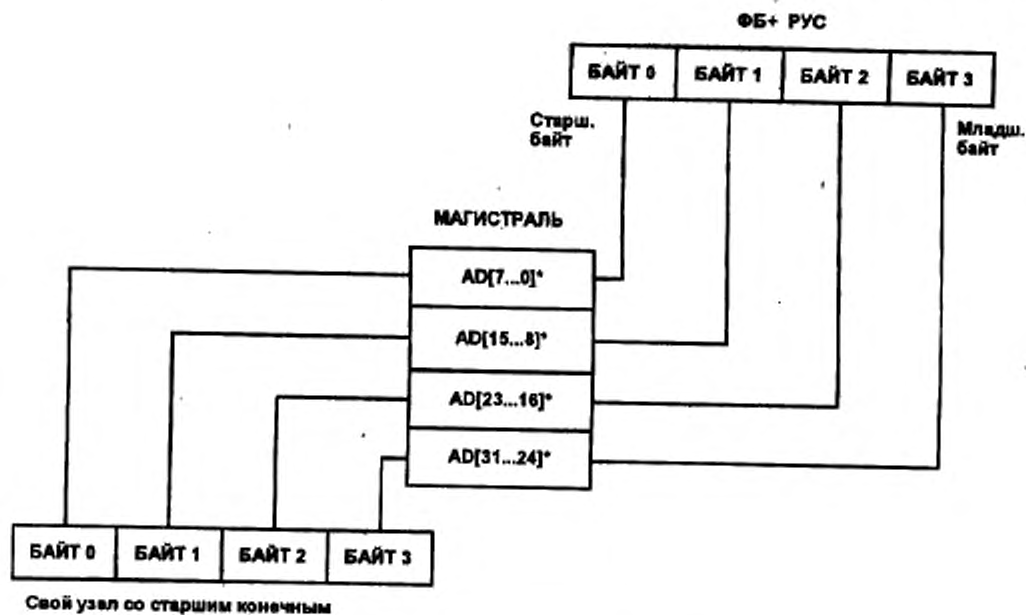 ФБ+ РУС
БАЙТ 0 БАЙТ 1 БАЙТ 2 БАЙТ 3
Старш.
байт
Младш.
байт
МАГИСТРАЛЬ
AD[7...0]*
AD[15...8]*
AD[23...16]*
AD[31...24]*
БАЙТ 0 БАЙТ 1 БАЙТ 2 БАЙТ 3
Свой узел со старшим конечным